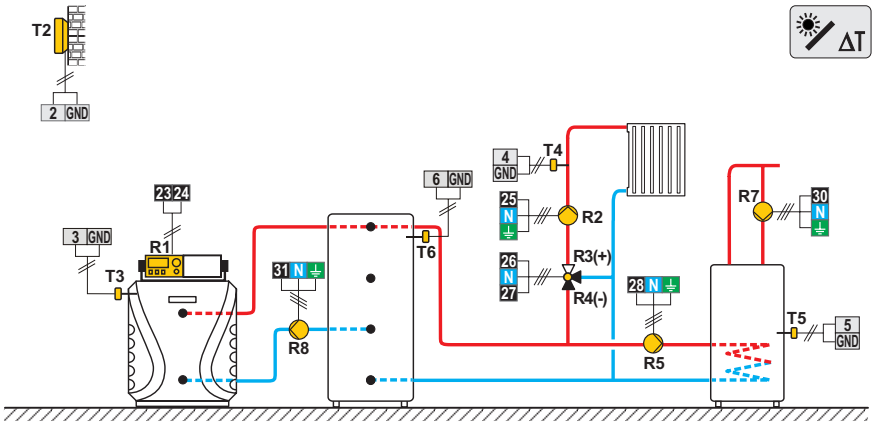 T2
2 GND
ΔT
3 GND
T3
23 24
R1
31 N
R8
6 GND
T6
4
GND
T4
25
N
R2
26
N
27
R3(+)
R4(-)
28 N
R5
R7
30
N
T5
5
GND